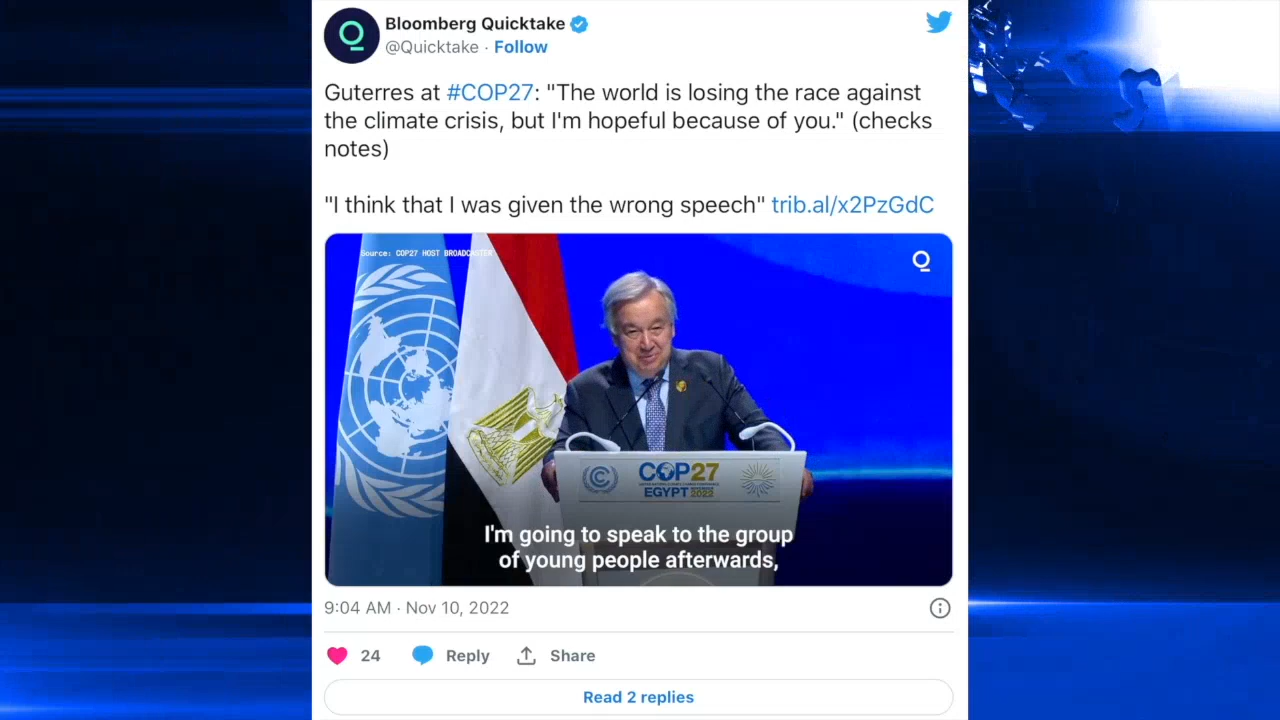 Bloomberg Quicktake
@Quicktake · Follow
Guterres at #COP27: "The world is losing the race against
the climate crisis, but I'm hopeful because of you." (checks
notes)
"I think that I was given the wrong speech" trib.al/x2PzGdC
Source: COP27 HOST BROADCASTER
COP27
EGYPT NOVEMBER 2022
I'm going to speak to the group
of young people afterwards,
9:04 AM · Nov 10, 2022
24 Reply Share
Read 2 replies